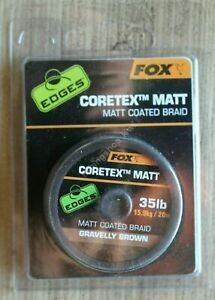 FOX
EDGES
CORETEX™ MATT
MATT COATED BRAID
FOX
CORETEX™ MATT
EDGES
35lb
15.9kg / 20m
MATT COATED BRAID
GRAVELLY BROWN